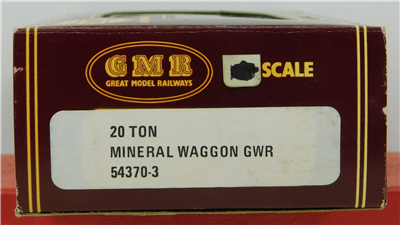 GMR
GREAT MODEL RAILWAYS
SCALE
20 TON
MINERAL WAGGON GWR
54370-3